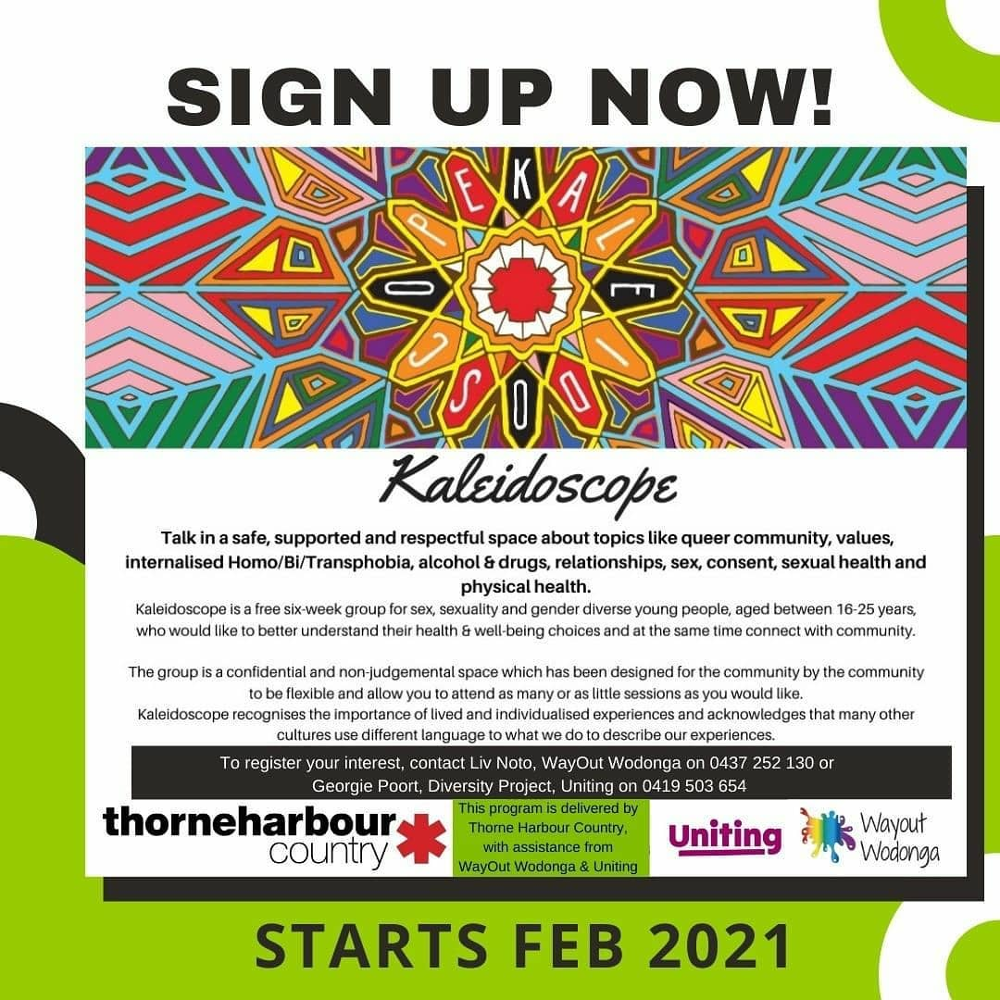 SIGN UP NOW!
KALEIDOSCOPE
Kaleidoscope
Talk in a safe, supported and respectful space about topics like queer community, values,
internalised Homo/Bi/Transphobia, alcohol & drugs, relationships, sex, consent, sexual health and
physical health.
Kaleidoscope is a free six-week group for sex, sexuality and gender diverse young people, aged between 16-25 years,
who would like to better understand their health & well-being choices and at the same time connect with community.
The group is a confidential and non-judgemental space which has been designed for the community by the community
to be flexible and allow you to attend as many or as little sessions as you would like.
Kaleidoscope recognises the importance of lived and individualised experiences and acknowledges that many other
cultures use different language to what we do to describe our experiences.
To register your interest, contact Liv Noto, WayOut Wodonga on 0437 252 130 or
Georgie Poort, Diversity Project, Uniting on 0419 503 654
thorneharbour
country
This program is delivered by
Thorne Harbour Country,
with assistance from
WayOut Wodonga & Uniting
Uniting
Wayout
Wodonga
STARTS FEB 2021